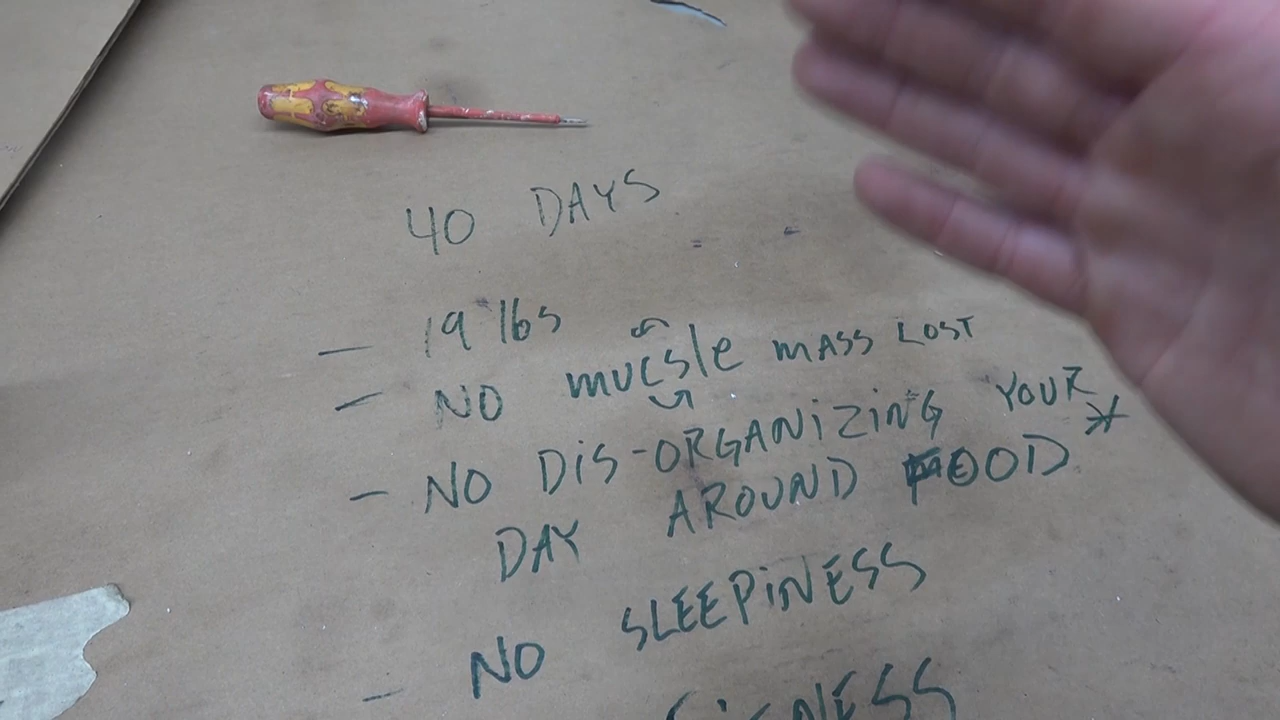 40 DAYS
- 19 lbs
- NO mucsle MASS LOST
- NO DiS-ORGANiZiNG YOUR
DAY AROUND FOOD *
- NO SLEEPiNESS